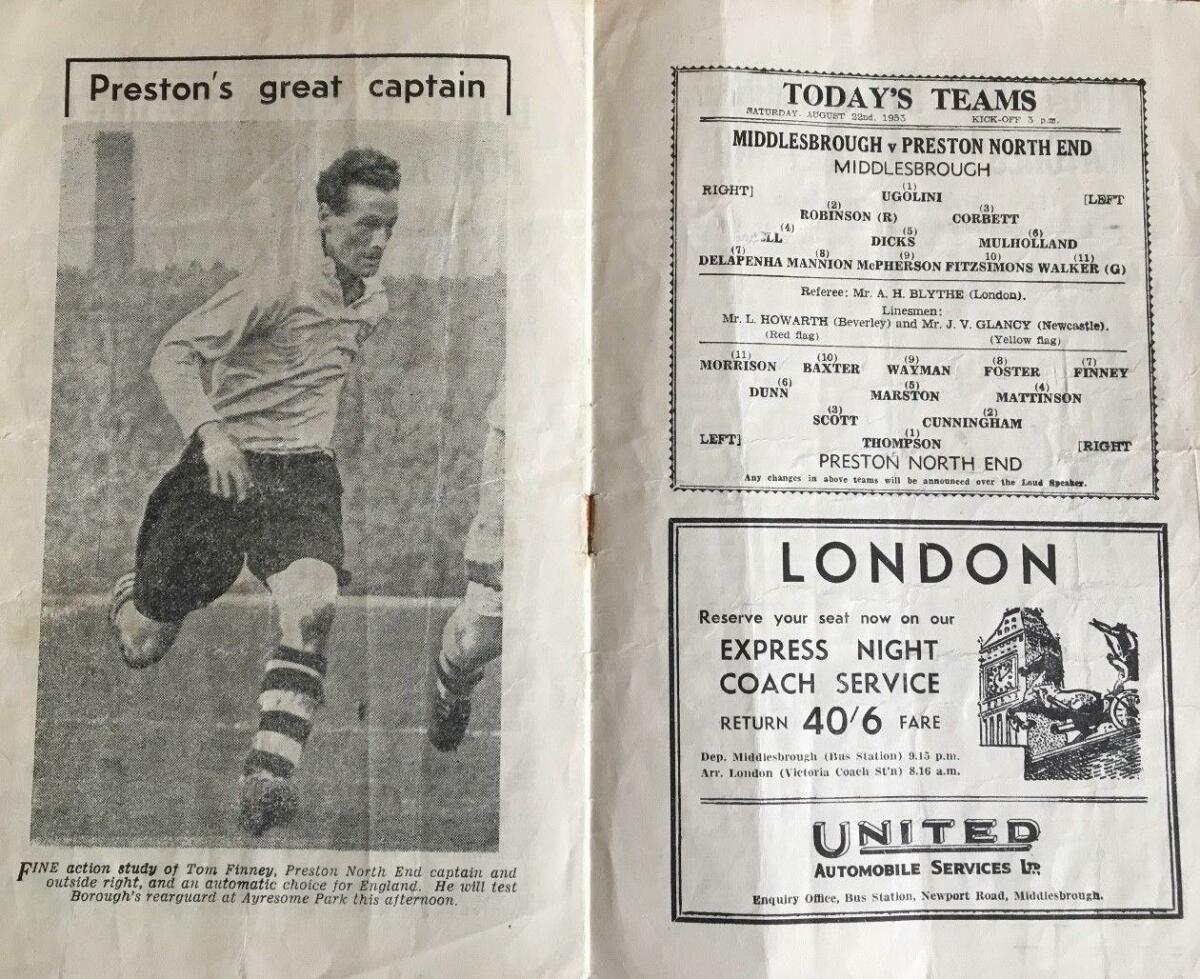 Preston's great captain
FINE action study of Tom Finney, Preston North End captain and
outside right, and an automatic choice for England. He will test
Borough's rearguard at Ayresome Park this afternoon.
TODAY'S TEAMS
SATURDAY, AUGUST 22nd, 1953 KICK-OFF 3 p.m.
MIDDLESBROUGH v PRESTON NORTH END
MIDDLESBROUGH
(1)
RIGHT] UGOLINI [LEFT
(2) (3)
ROBINSON (R) CORBETT
(4) (5) (6)
DICKS MULHOLLAND
(7) (8) (9) 10) (11)
DELAPENHA MANNION McPHERSON FITZSIMONS WALKER (G)
Referee: Mr. A. H. BLYTHE (London).
Linesmen:
Mr. L. HOWARTH (Beverley) and Mr. J. V. GLANCY (Newcastle).
(Red flag) (Yellow flag)
(11) (10) (9) (8) (7)
MORRISON BAXTER WAYMAN FOSTER FINNEY
(6) (5) (4)
DUNN MARSTON MATTINSON
(3) (2)
SCOTT CUNNINGHAM
(1)
LEFT] THOMPSON [RIGHT
PRESTON NORTH END
Any changes in above teams will be announced over the Loud Speaker.
LONDON
Reserve your seat now on our
EXPRESS NIGHT
COACH SERVICE
RETURN 40/6 FARE
Dep. Middlesbrough (Bus Station) 9.15 p.m.
Arr. London (Victoria Coach St'n) 8.16 a.m.
UNITED
AUTOMOBILE SERVICES LTD.
Enquiry Office, Bus Station, Newport Road, Middlesbrough.